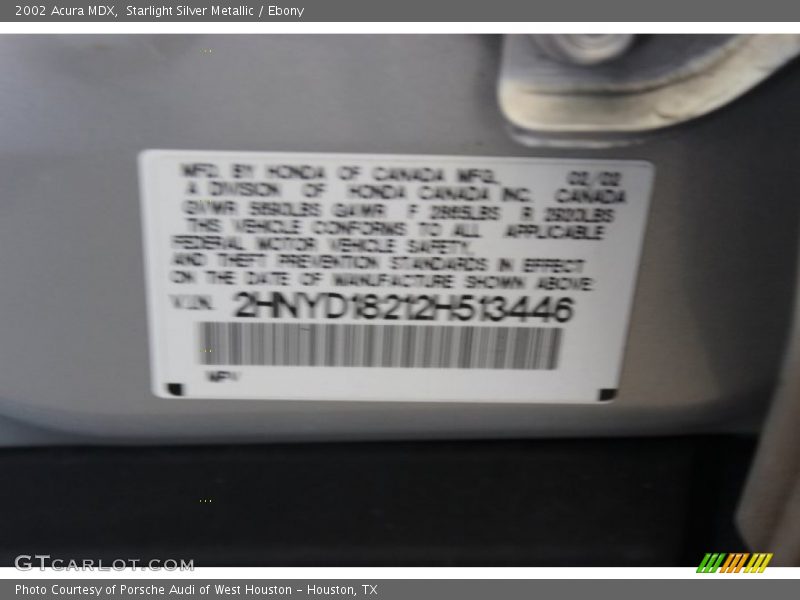 2002 Acura MDX,  Starlight Silver Metallic / Ebony
MFD. BY HONDA OF CANADA MFG. 02/02
A DIVISION OF HONDA CANADA INC. CANADA
GVWR 5690LBS GAWR F 2865LBS R 2920LBS
THIS VEHICLE CONFORMS TO ALL APPLICABLE
FEDERAL MOTOR VEHICLE SAFETY,
AND THEFT PREVENTION STANDARDS IN EFFECT
ON THE DATE OF MANUFACTURE SHOWN ABOVE:
V.I.N. 2HNYD18212H513446
MPV
GTCARLOT.COM
Photo Courtesy of Porsche Audi of West Houston - Houston, TX